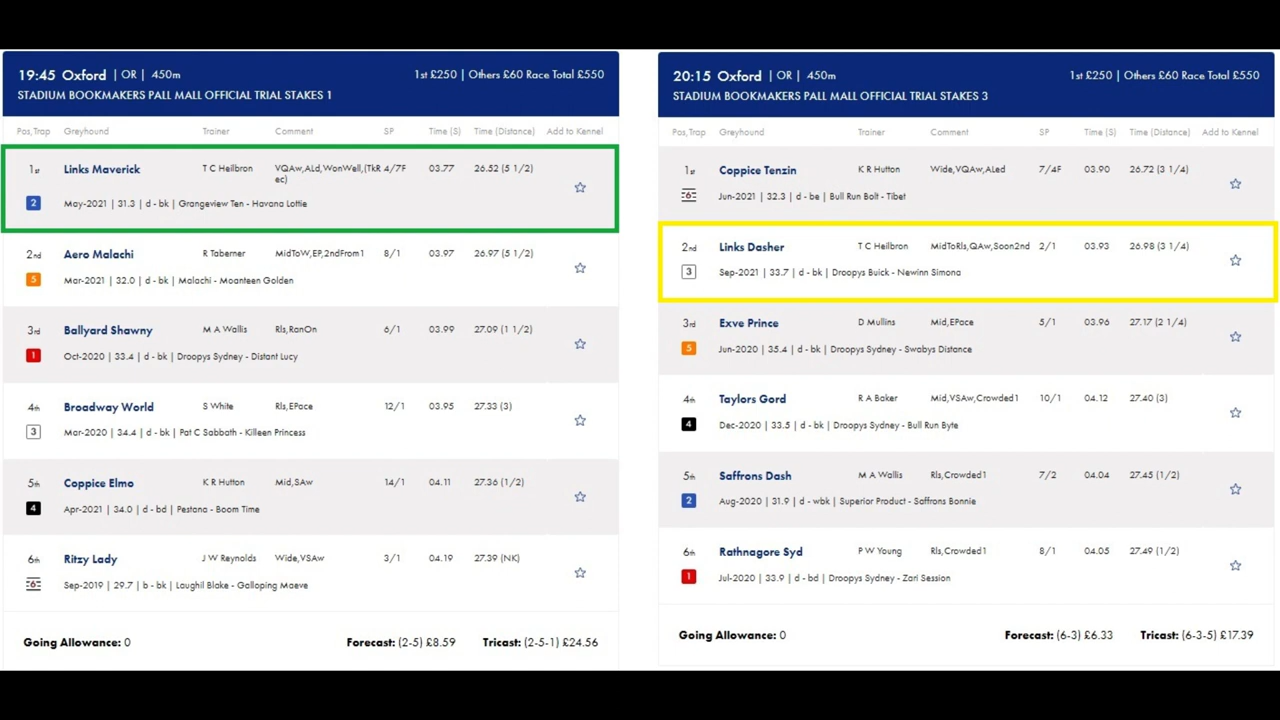 19:45 Oxford | OR | 450m 1st £250 | Others £60 Race Total £550
STADIUM BOOKMAKERS PALL MALL OFFICIAL TRIAL STAKES 1
Pos,Trap Greyhound Trainer Comment SP Time (S) Time (Distance) Add to Kennel
1st Links Maverick T C Heilbron VQAw,ALd,WonWell,(TkR 4/7F 03.77 26.52 (5 1/2)
ec)
2 May-2021 | 31.3 | d - bk | Grangeview Ten - Havana Lottie
2nd Aero Malachi R Taberner MidToW,EP,2ndFrom1 8/1 03.97 26.97 (5 1/2)
5 Mar-2021 | 32.0 | d - bk | Malachi - Moanteen Golden
3rd Ballyard Shawny M A Wallis Rls,RanOn 6/1 03.99 27.09 (1 1/2)
1 Oct-2020 | 33.4 | d - bk | Droopys Sydney - Distant Lucy
4th Broadway World S White Rls,EPace 12/1 03.95 27.33 (3)
3 Mar-2020 | 34.4 | d - bk | Pat C Sabbath - Killeen Princess
5th Coppice Elmo K R Hutton Mid,SAw 14/1 04.11 27.36 (1/2)
4 Apr-2021 | 34.0 | d - bd | Pestana - Boom Time
6th Ritzy Lady J W Reynolds Wide,VSAw 3/1 04.19 27.39 (NK)
6 Sep-2019 | 29.7 | b - bk | Laughil Blake - Galloping Maeve
Going Allowance: 0 Forecast: (2-5) £8.59 Tricast: (2-5-1) £24.56
20:15 Oxford | OR | 450m 1st £250 | Others £60 Race Total £550
STADIUM BOOKMAKERS PALL MALL OFFICIAL TRIAL STAKES 3
Pos,Trap Greyhound Trainer Comment SP Time (S) Time (Distance) Add to Kennel
1st Coppice Tenzin K R Hutton Wide,VQAw,ALed 7/4F 03.90 26.72 (3 1/4)
6 Jun-2021 | 32.3 | d - be | Bull Run Bolt - Tibet
2nd Links Dasher T C Heilbron MidToRls,QAw,Soon2nd 2/1 03.93 26.98 (3 1/4)
3 Sep-2021 | 33.7 | d - bk | Droopys Buick - Newinn Simona
3rd Exve Prince D Mullins Mid,EPace 5/1 03.96 27.17 (2 1/4)
5 Jun-2020 | 35.4 | d - bk | Droopys Sydney - Swabys Distance
4th Taylors Gord R A Baker Mid,VSAw,Crowded1 10/1 04.12 27.40 (3)
4 Dec-2020 | 33.5 | d - bk | Droopys Sydney - Bull Run Byte
5th Saffrons Dash M A Wallis Rls,Crowded1 7/2 04.04 27.45 (1/2)
2 Aug-2020 | 31.9 | d - wbk | Superior Product - Saffrons Bonnie
6th Rathnagore Syd P W Young Rls,Crowded1 8/1 04.05 27.49 (1/2)
1 Jul-2020 | 33.9 | d - bd | Droopys Sydney - Zari Session
Going Allowance: 0 Forecast: (6-3) £6.33 Tricast: (6-3-5) £17.39